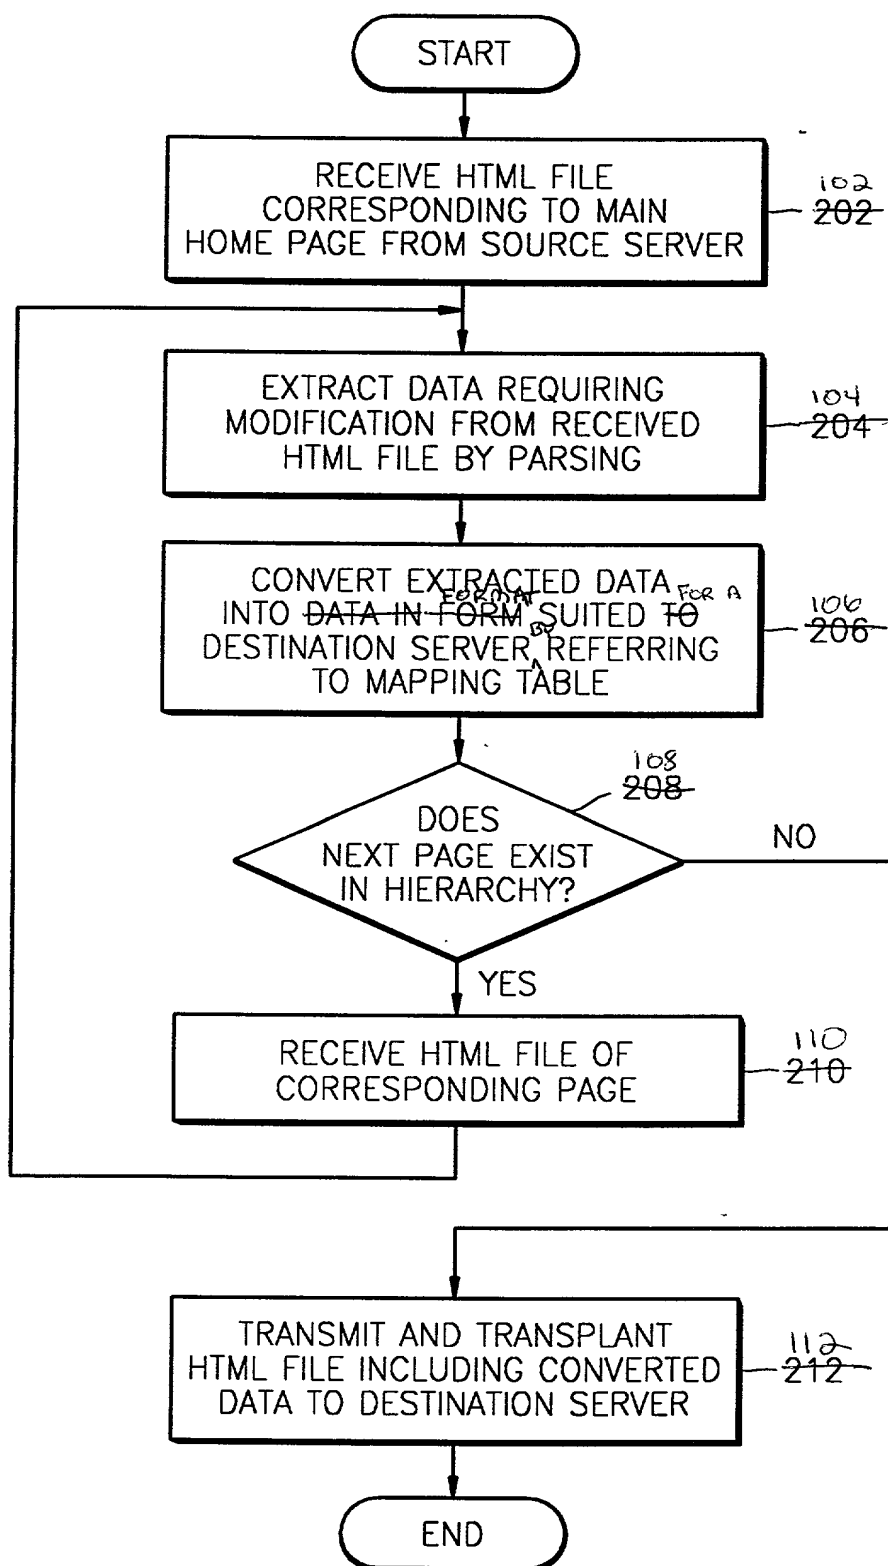 START
RECEIVE HTML FILE
CORRESPONDING TO MAIN
HOME PAGE FROM SOURCE SERVER
102
202
EXTRACT DATA REQUIRING
MODIFICATION FROM RECEIVED
HTML FILE BY PARSING
104
204
CONVERT EXTRACTED DATA
FORMAT FOR A
INTO DATA IN FORM SUITED TO
BY
DESTINATION SERVER REFERRING
TO MAPPING TABLE
106
206
108
208
DOES
NEXT PAGE EXIST
IN HIERARCHY?
NO
YES
RECEIVE HTML FILE OF
CORRESPONDING PAGE
110
210
TRANSMIT AND TRANSPLANT
HTML FILE INCLUDING CONVERTED
DATA TO DESTINATION SERVER
112
212
END